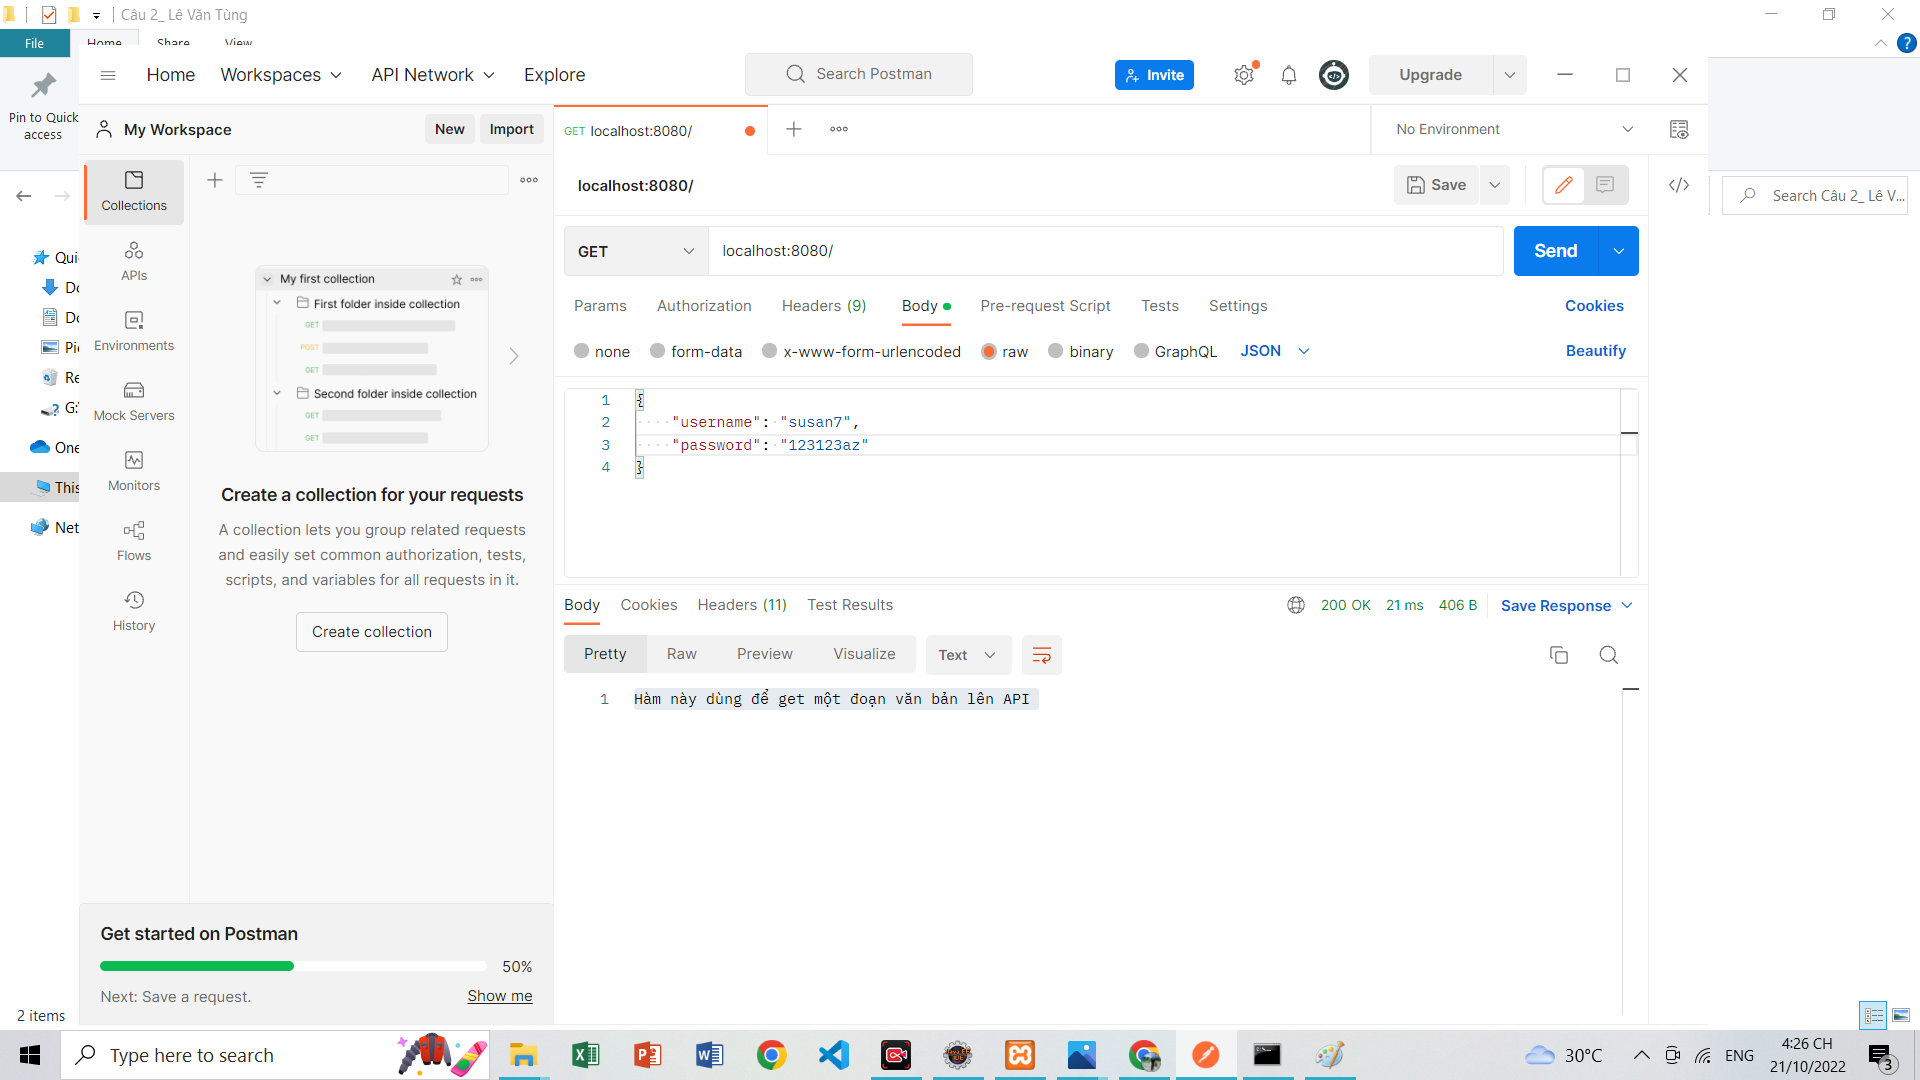 Câu 2_ Lê Văn Tùng
File
Home
Share
View
Pin to Quick
access
Home
Workspaces
API Network
Explore
Search Postman
Invite
Upgrade
My Workspace
New
Import
GET localhost:8080/
No Environment
Collections
APIs
Environments
Mock Servers
Monitors
Flows
History
My first collection
First folder inside collection
GET
POST
GET
Second folder inside collection
GET
GET
Create a collection for your requests
A collection lets you group related requests
and easily set common authorization, tests,
scripts, and variables for all requests in it.
Create collection
localhost:8080/
Save
Search Câu 2_ Lê V...
GET
localhost:8080/
Send
Params
Authorization
Headers (9)
Body
Pre-request Script
Tests
Settings
Cookies
none
form-data
x-www-form-urlencoded
raw
binary
GraphQL
JSON
Beautify
1 {
2 "username": "susan7",
3 "password": "123123az"
4 }
Body
Cookies
Headers (11)
Test Results
200 OK
21 ms
406 B
Save Response
Pretty
Raw
Preview
Visualize
Text
1 Hàm này dùng để get một đoạn văn bản lên API
Get started on Postman
50%
Next: Save a request.
Show me
2 items
Type here to search
30°C
ENG
4:26 CH
21/10/2022
3